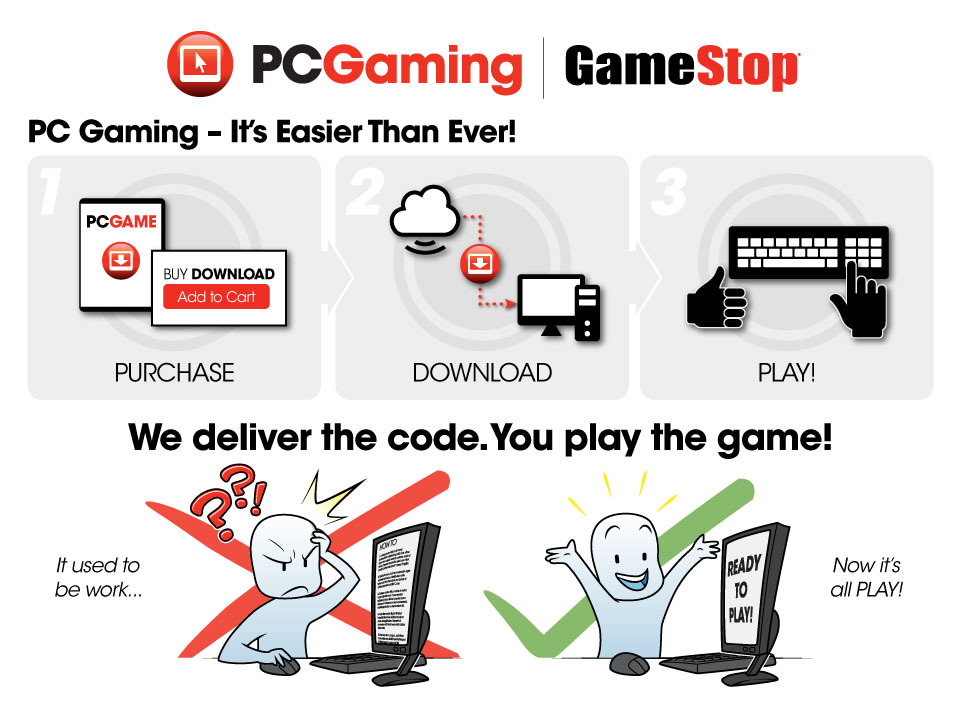 PCGaming | GameStop
PC Gaming – It's Easier Than Ever!
1
PCGAME
BUY DOWNLOAD
Add to Cart
PURCHASE
2
DOWNLOAD
3
PLAY!
We deliver the code. You play the game!
It used to
be work...
??!
?
HOW TO
READY
TO
PLAY!
Now it's
all PLAY!